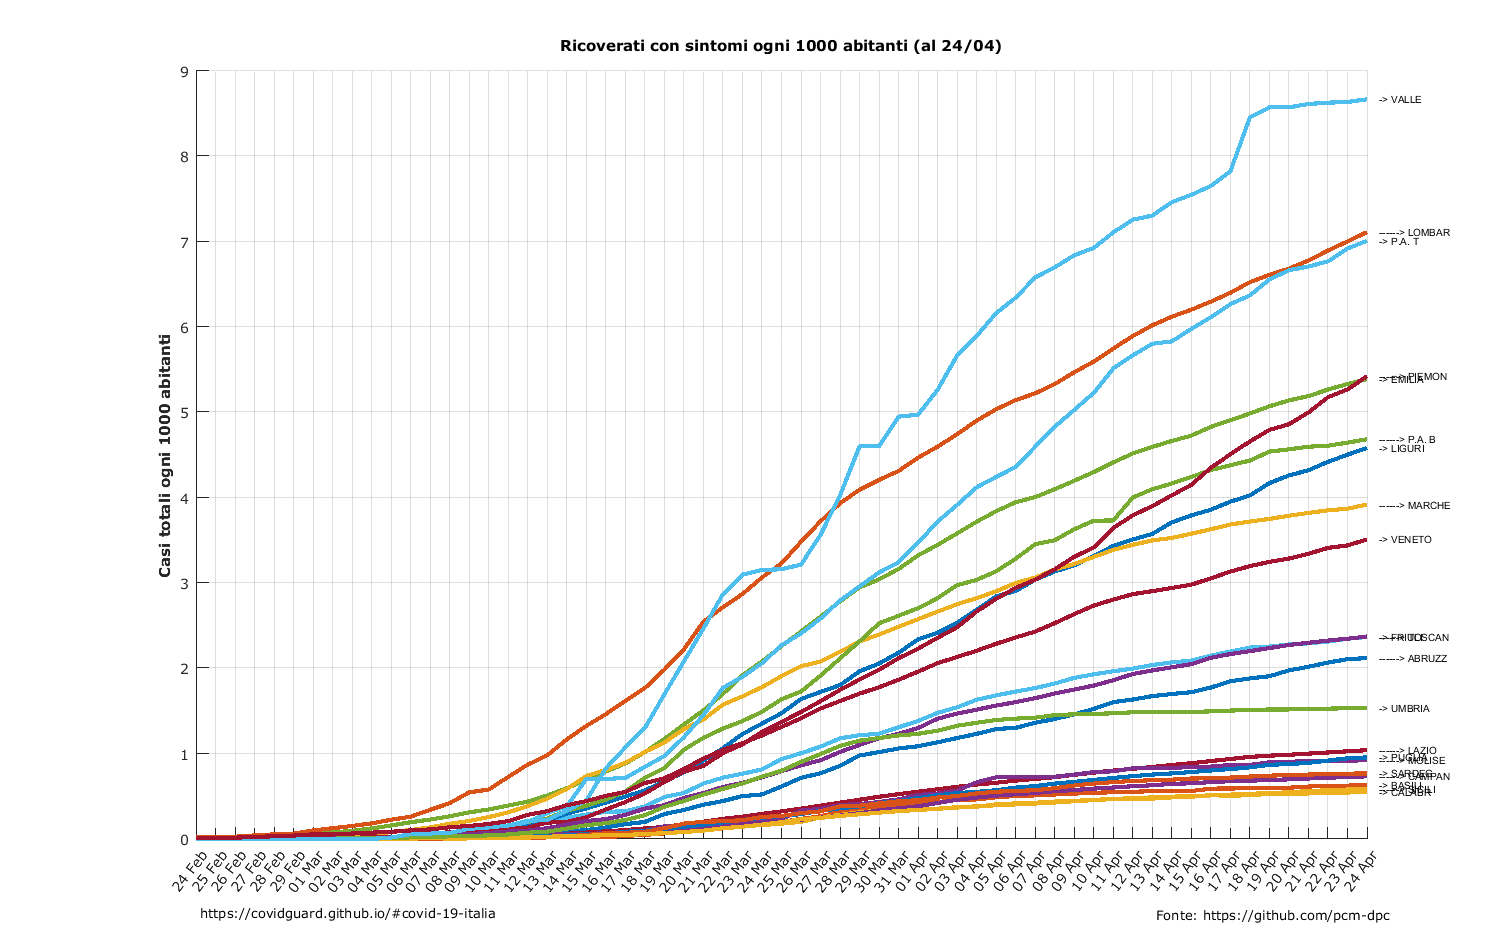 Ricoverati con sintomi ogni 1000 abitanti (al 24/04)
Casi totali ogni 1000 abitanti
9
8
7
6
5
4
3
2
1
0
-> VALLE
------> LOMBAR
-> P.A. T
------> PIEMON
-> EMILIA
------> P.A. B
-> LIGURI
------> MARCHE
-> VENETO
------> TOSCAN
-> FRIULI
------> ABRUZZ
-> UMBRIA
------> LAZIO
-> PUGLIA
------> MOLISE
-> SARDEG
------> CAMPAN
-> BASILI
-> CALABR
24 Feb
25 Feb
26 Feb
27 Feb
28 Feb
29 Feb
01 Mar
02 Mar
03 Mar
04 Mar
05 Mar
06 Mar
07 Mar
08 Mar
09 Mar
10 Mar
11 Mar
12 Mar
13 Mar
14 Mar
15 Mar
16 Mar
17 Mar
18 Mar
19 Mar
20 Mar
21 Mar
22 Mar
23 Mar
24 Mar
25 Mar
26 Mar
27 Mar
28 Mar
29 Mar
30 Mar
31 Mar
01 Apr
02 Apr
03 Apr
04 Apr
05 Apr
06 Apr
07 Apr
08 Apr
09 Apr
10 Apr
11 Apr
12 Apr
13 Apr
14 Apr
15 Apr
16 Apr
17 Apr
18 Apr
19 Apr
20 Apr
21 Apr
22 Apr
23 Apr
24 Apr
https://covidguard.github.io/#covid-19-italia
Fonte: https://github.com/pcm-dpc